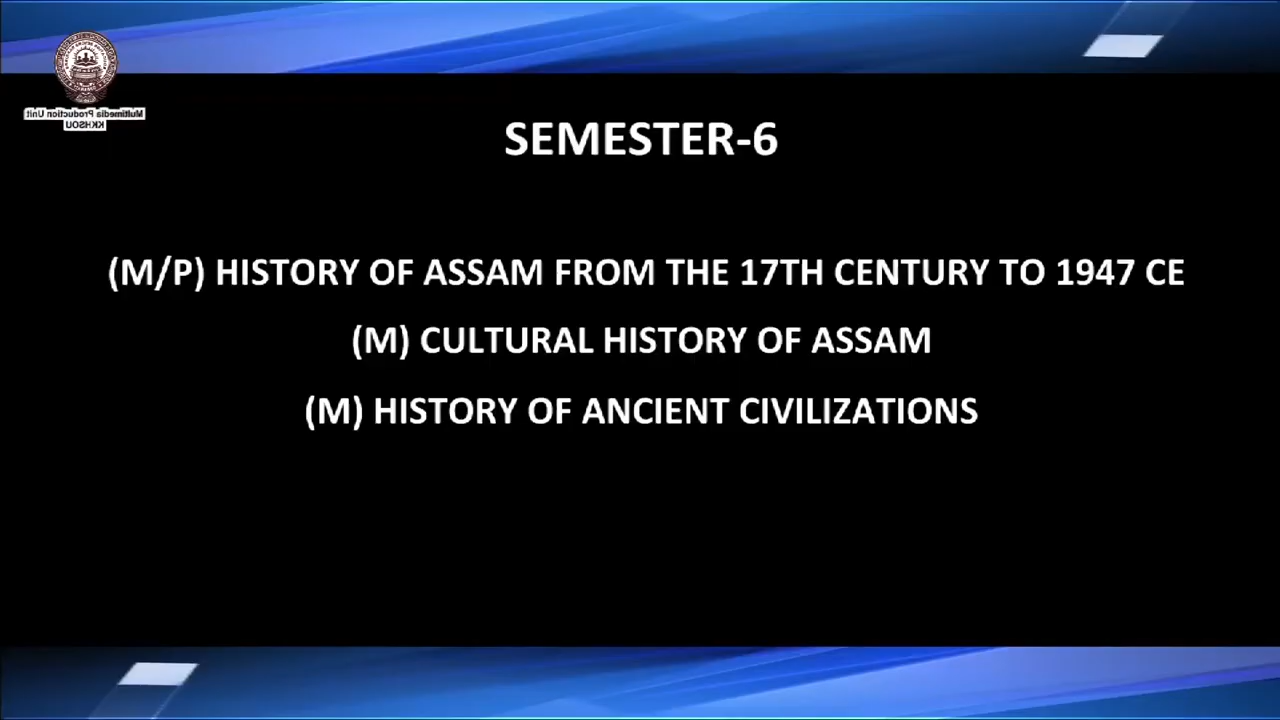 Multimedia Production Unit
KKHSOU
SEMESTER-6
(M/P) HISTORY OF ASSAM FROM THE 17TH CENTURY TO 1947 CE
(M) CULTURAL HISTORY OF ASSAM
(M) HISTORY OF ANCIENT CIVILIZATIONS